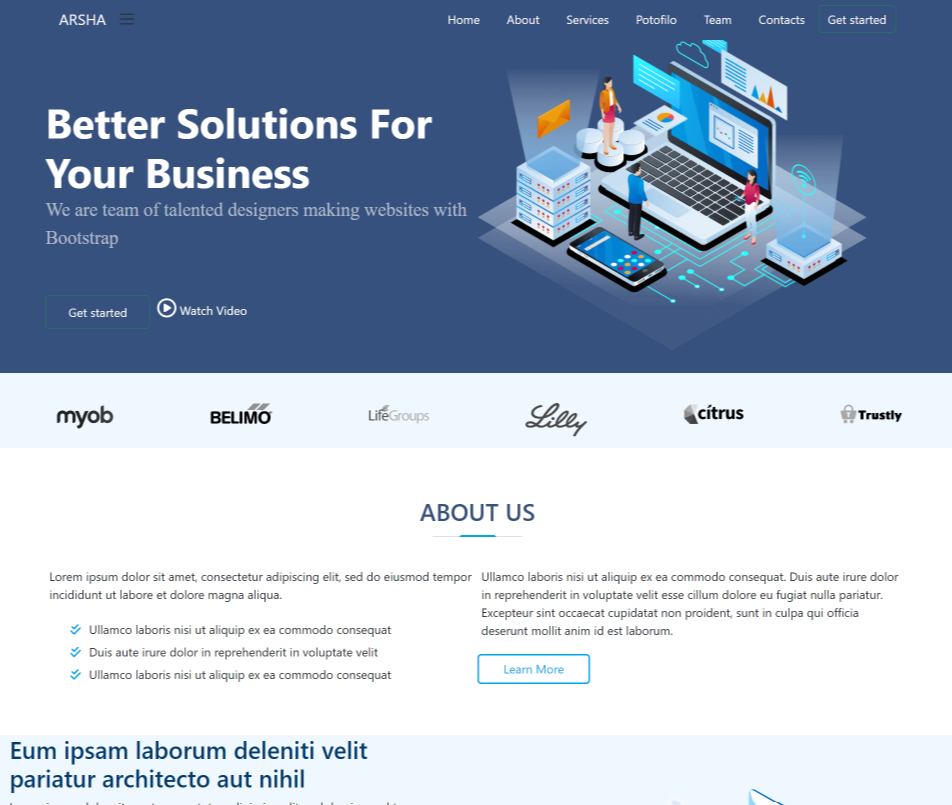 ARSHA
Home About Services Potofilo Team Contacts Get started
Better Solutions For
Your Business
We are team of talented designers making websites with
Bootstrap
Get started Watch Video
myob BELIMO LifeGroups Lilly citrus Trustly
ABOUT US
Lorem ipsum dolor sit amet, consectetur adipiscing elit, sed do eiusmod tempor
incididunt ut labore et dolore magna aliqua.
Ullamco laboris nisi ut aliquip ex ea commodo consequat
Duis aute irure dolor in reprehenderit in voluptate velit
Ullamco laboris nisi ut aliquip ex ea commodo consequat
Ullamco laboris nisi ut aliquip ex ea commodo consequat. Duis aute irure dolor
in reprehenderit in voluptate velit esse cillum dolore eu fugiat nulla pariatur.
Excepteur sint occaecat cupidatat non proident, sunt in culpa qui officia
deserunt mollit anim id est laborum.
Learn More
Eum ipsam laborum deleniti velit
pariatur architecto aut nihil